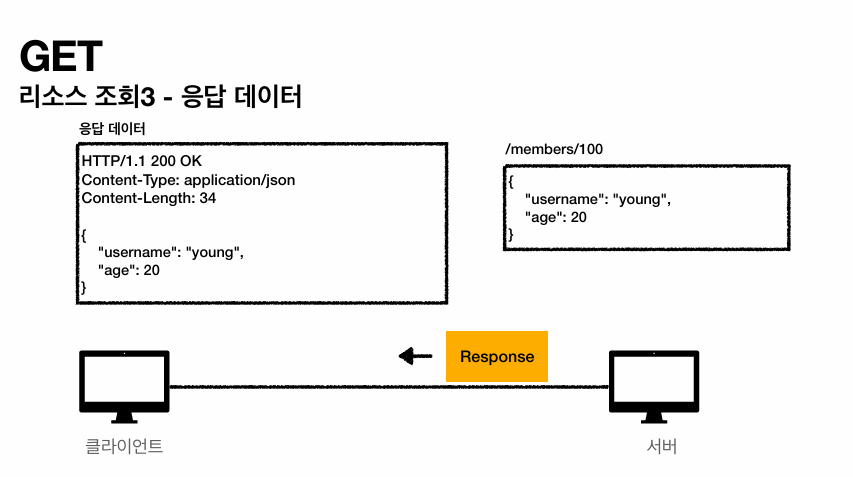 GET
리소스 조회3 - 응답 데이터
응답 데이터
HTTP/1.1 200 OK
Content-Type: application/json
Content-Length: 34
{
"username": "young",
"age": 20
}
/members/100
{
"username": "young",
"age": 20
}
Response
클라이언트
서버